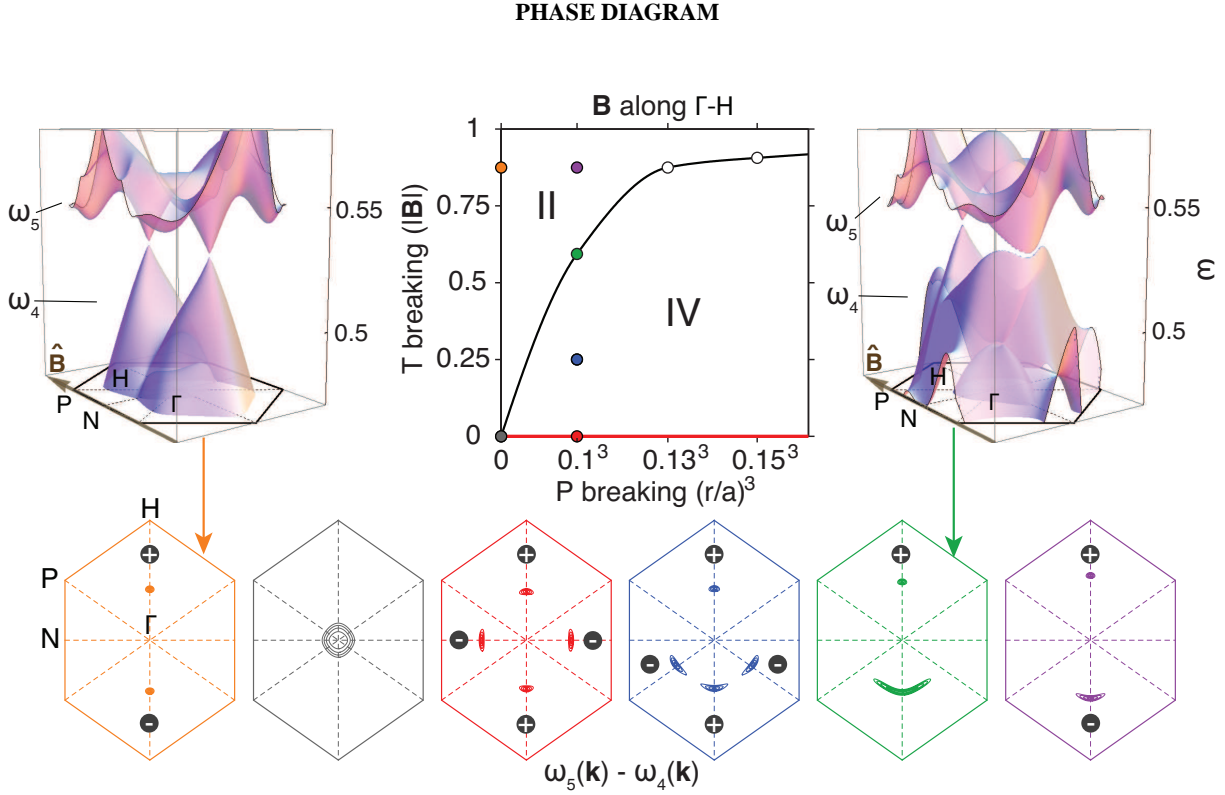 PHASE DIAGRAM
B along Γ-H
ω5
ω4
0.55
0.5
B̂
H
P
N
Γ
T breaking (|B|)
1
0.75
0.5
0.25
0
II
IV
0 0.1³ 0.13³ 0.15³
P breaking (r/a)³
ω5
ω4
0.55
0.5
ω
B̂
H
P
N
Γ
H
P
N
Γ
+
-
+
-
-
+
+
-
-
+
+
+
-
ω5(k) - ω4(k)